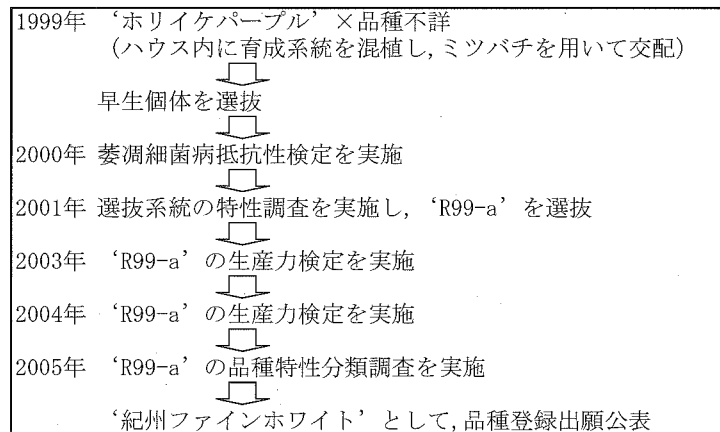 1999年 ‘ホリイケパープル’×品種不詳
(ハウス内に育成系統を混植し,ミツバチを用いて交配)
早生個体を選抜
2000年 萎凋細菌病抵抗性検定を実施
2001年 選抜系統の特性調査を実施し, ‘R99-a’を選抜
2003年 ‘R99-a’の生産力検定を実施
2004年 ‘R99-a’の生産力検定を実施
2005年 ‘R99-a’の品種特性分類調査を実施
‘紀州ファインホワイト’として,品種登録出願公表